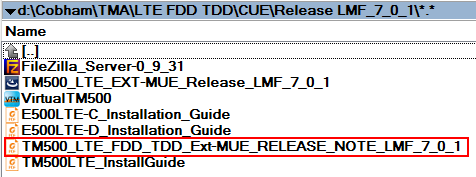 d:\Cobham\TMA\LTE FDD TDD\CUE\Release LMF_7_0_1\*.*
Name
[..]
FileZilla_Server-0_9_31
TM500_LTE_EXT-MUE_Release_LMF_7_0_1
VirtualTM500
E500LTE-C_Installation_Guide
E500LTE-D_Installation_Guide
TM500_LTE_FDD_TDD_Ext-MUE_RELEASE_NOTE_LMF_7_0_1
TM500LTE_InstallGuide